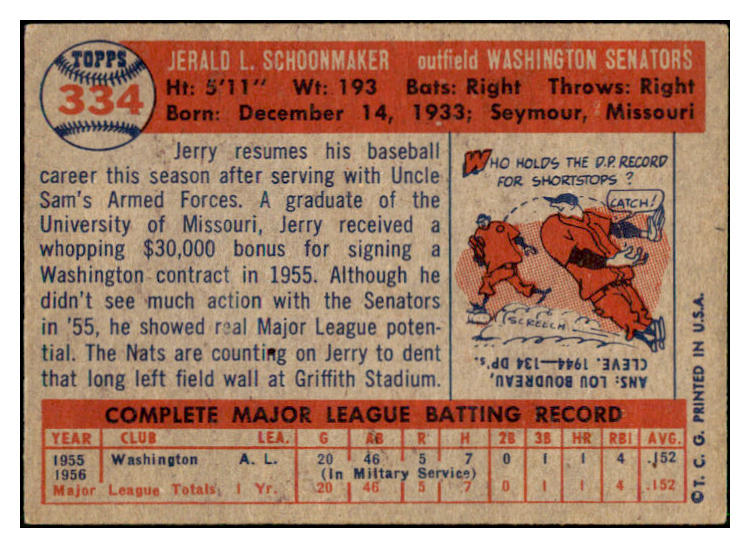 TOPPS
334
JERALD L. SCHOONMAKER outfield WASHINGTON SENATORS
Ht: 5'11" Wt: 193 Bats: Right Throws: Right
Born: December 14, 1933; Seymour, Missouri
Jerry resumes his baseball
career this season after serving with Uncle
Sam's Armed Forces. A graduate of the
University of Missouri, Jerry received a
whopping $30,000 bonus for signing a
Washington contract in 1955. Although he
didn't see much action with the Senators
in '55, he showed real Major League poten-
tial. The Nats are counting on Jerry to dent
that long left field wall at Griffith Stadium.
WHO HOLDS THE D.P. RECORD
FOR SHORTSTOPS?
CATCH!
SCREECH
ANS: LOU BOUDREAU,
CLEVE. 1944—134 DP's.
COMPLETE MAJOR LEAGUE BATTING RECORD
YEAR CLUB LEA. G AB R H 2B 3B HR RBI AVG.
1955 Washington A. L. 20 46 5 7 0 1 1 4 .152
1956 (In Military Service)
Major League Totals 1 Yr. 20 46 5 7 0 1 1 4 .152
©T. C. G. PRINTED IN U.S.A.